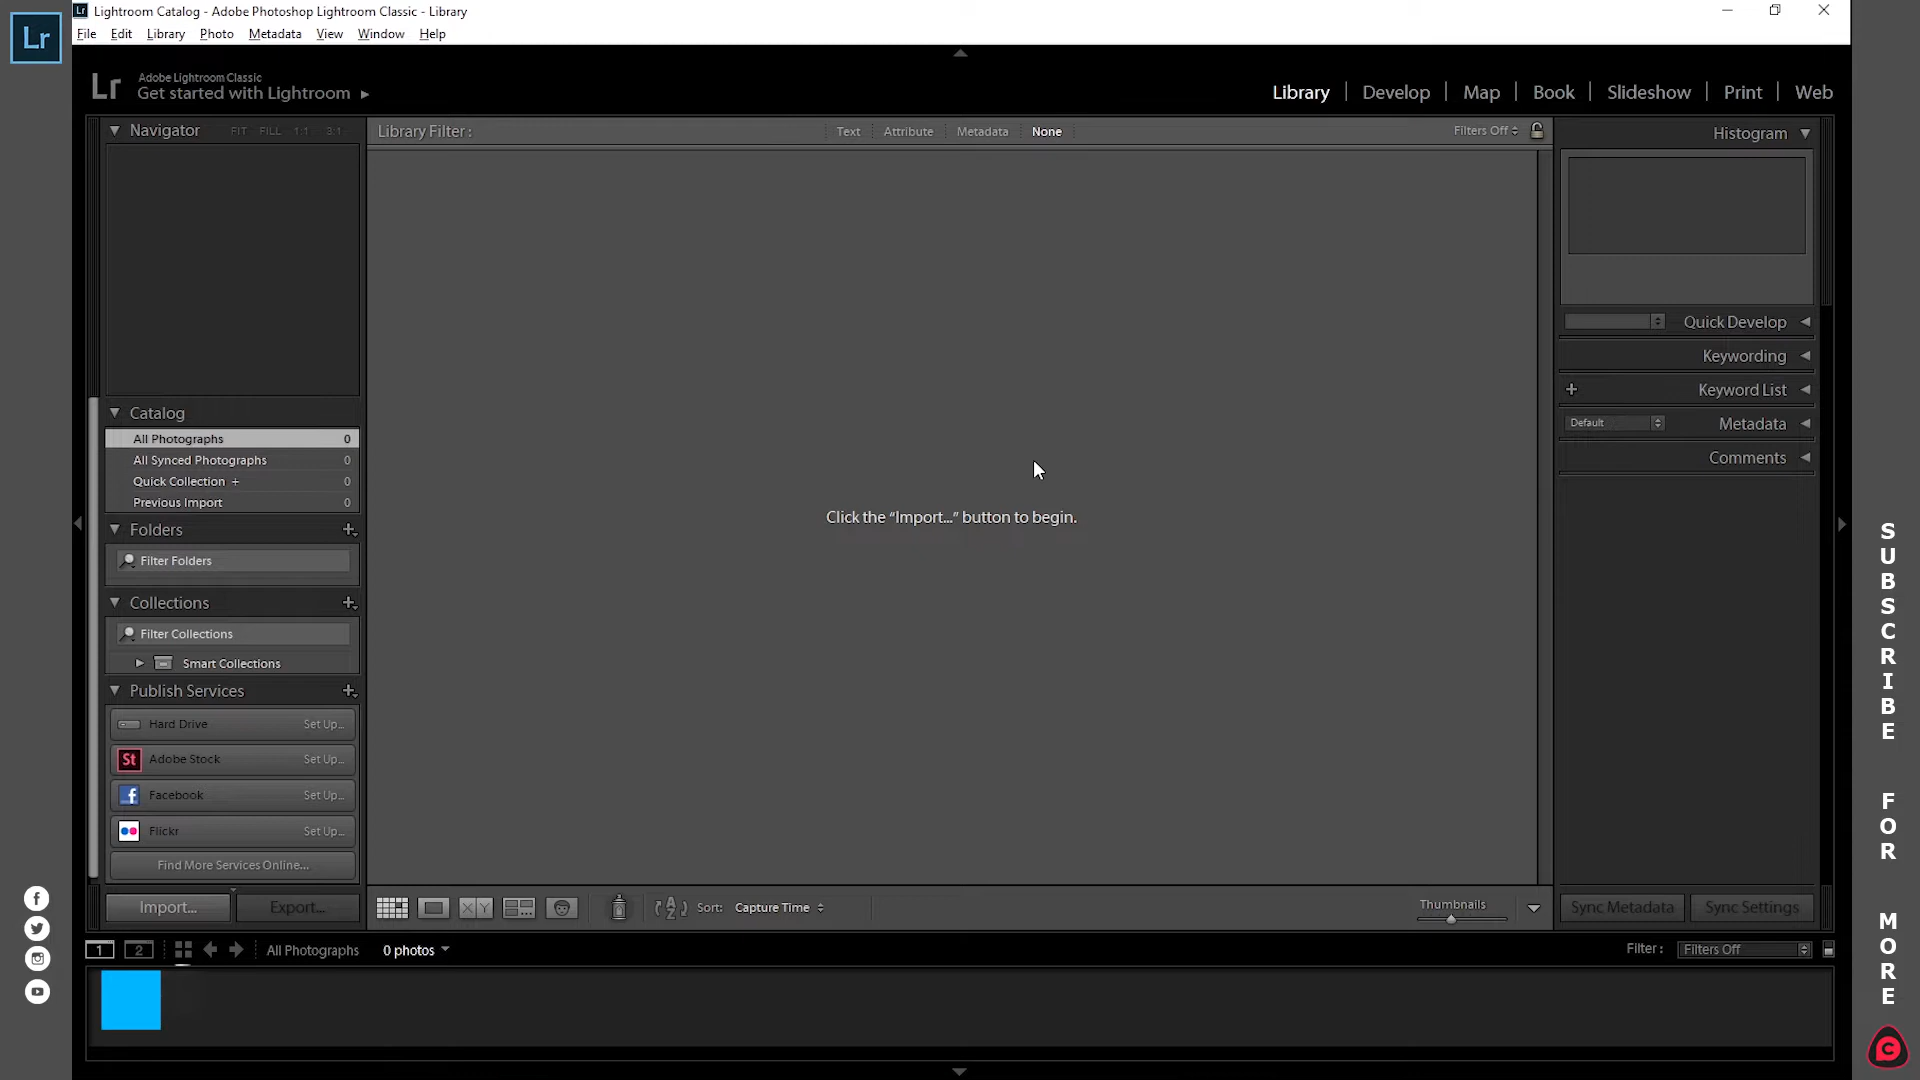 Lr
Lr Lightroom Catalog - Adobe Photoshop Lightroom Classic - Library
File Edit Library Photo Metadata View Window Help
Lr Adobe Lightroom Classic
Get started with Lightroom
Library | Develop | Map | Book | Slideshow | Print | Web
Navigator FIT FILL 1:1 3:1
Library Filter : Text Attribute Metadata None Filters Off
Histogram
Quick Develop
Keywording
+ Keyword List
Default Metadata
Comments
Catalog
All Photographs 0
All Synced Photographs 0
Quick Collection + 0
Previous Import 0
Folders +
Filter Folders
Collections +
Filter Collections
Smart Collections
Publish Services +
Hard Drive Set Up...
St Adobe Stock Set Up...
f Facebook Set Up...
Flickr Set Up...
Find More Services Online...
Click the “Import...” button to begin.
Import... Export...
XY Sort: Capture Time Thumbnails
Sync Metadata Sync Settings
1 2 All Photographs 0 photos Filter : Filters Off
SUBSCRIBE FOR MORE